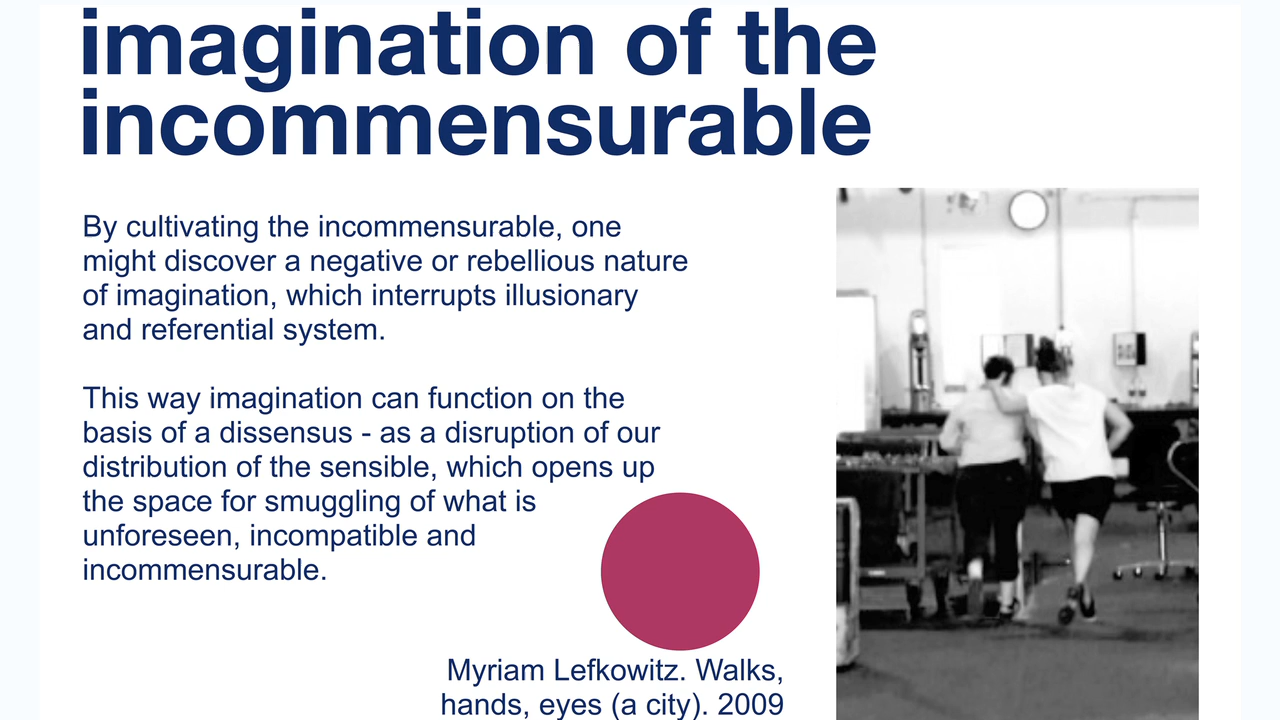 imagination of the
incommensurable
By cultivating the incommensurable, one
might discover a negative or rebellious nature
of imagination, which interrupts illusionary
and referential system.
This way imagination can function on the
basis of a dissensus - as a disruption of our
distribution of the sensible, which opens up
the space for smuggling of what is
unforeseen, incompatible and
incommensurable.
Myriam Lefkowitz. Walks,
hands, eyes (a city). 2009